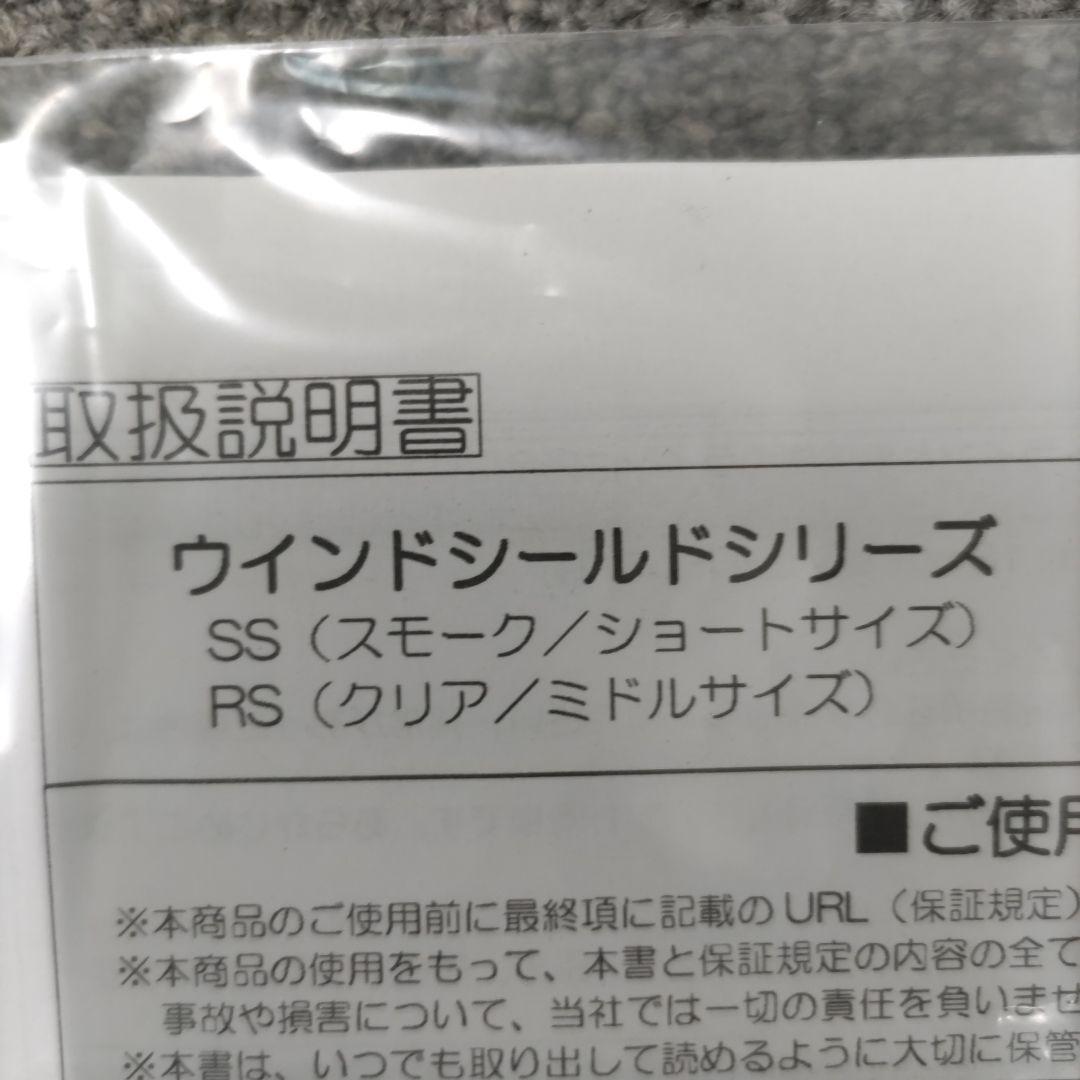 取扱説明書
ウインドシールドシリーズ
SS（スモーク／ショートサイズ）
RS（クリア／ミドルサイズ）
■ご使用
※本商品のご使用前に最終項に記載のURL（保証規定）
※本商品の使用をもって、本書と保証規定の内容の全て
事故や損害について、当社では一切の責任を負いませ
※本書は、いつでも取り出して読めるように大切に保管